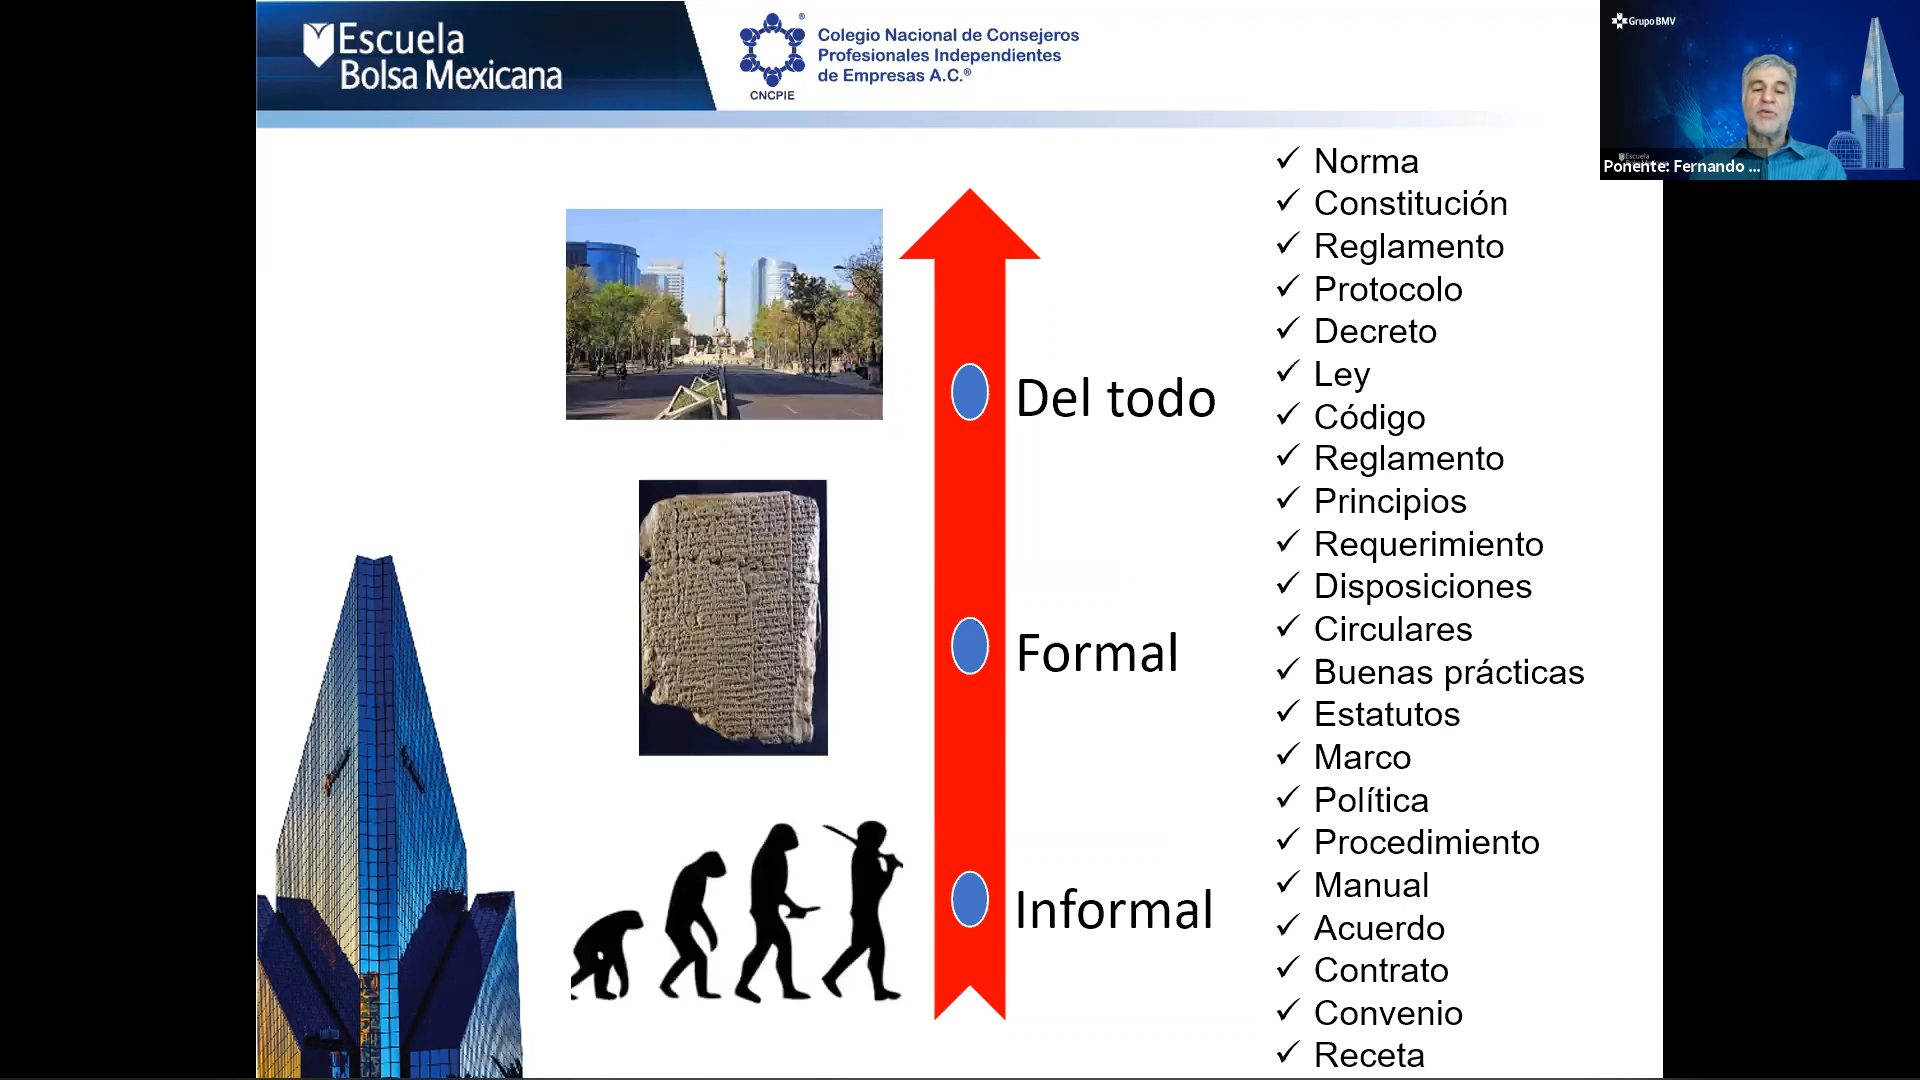 Escuela
Bolsa Mexicana
®
Colegio Nacional de Consejeros
Profesionales Independientes
de Empresas A.C.®
CNCPIE
Grupo BMV
Escuela
Ponente: Fernando ...
Del todo
Formal
Informal
✓ Norma
✓ Constitución
✓ Reglamento
✓ Protocolo
✓ Decreto
✓ Ley
✓ Código
✓ Reglamento
✓ Principios
✓ Requerimiento
✓ Disposiciones
✓ Circulares
✓ Buenas prácticas
✓ Estatutos
✓ Marco
✓ Política
✓ Procedimiento
✓ Manual
✓ Acuerdo
✓ Contrato
✓ Convenio
✓ Receta